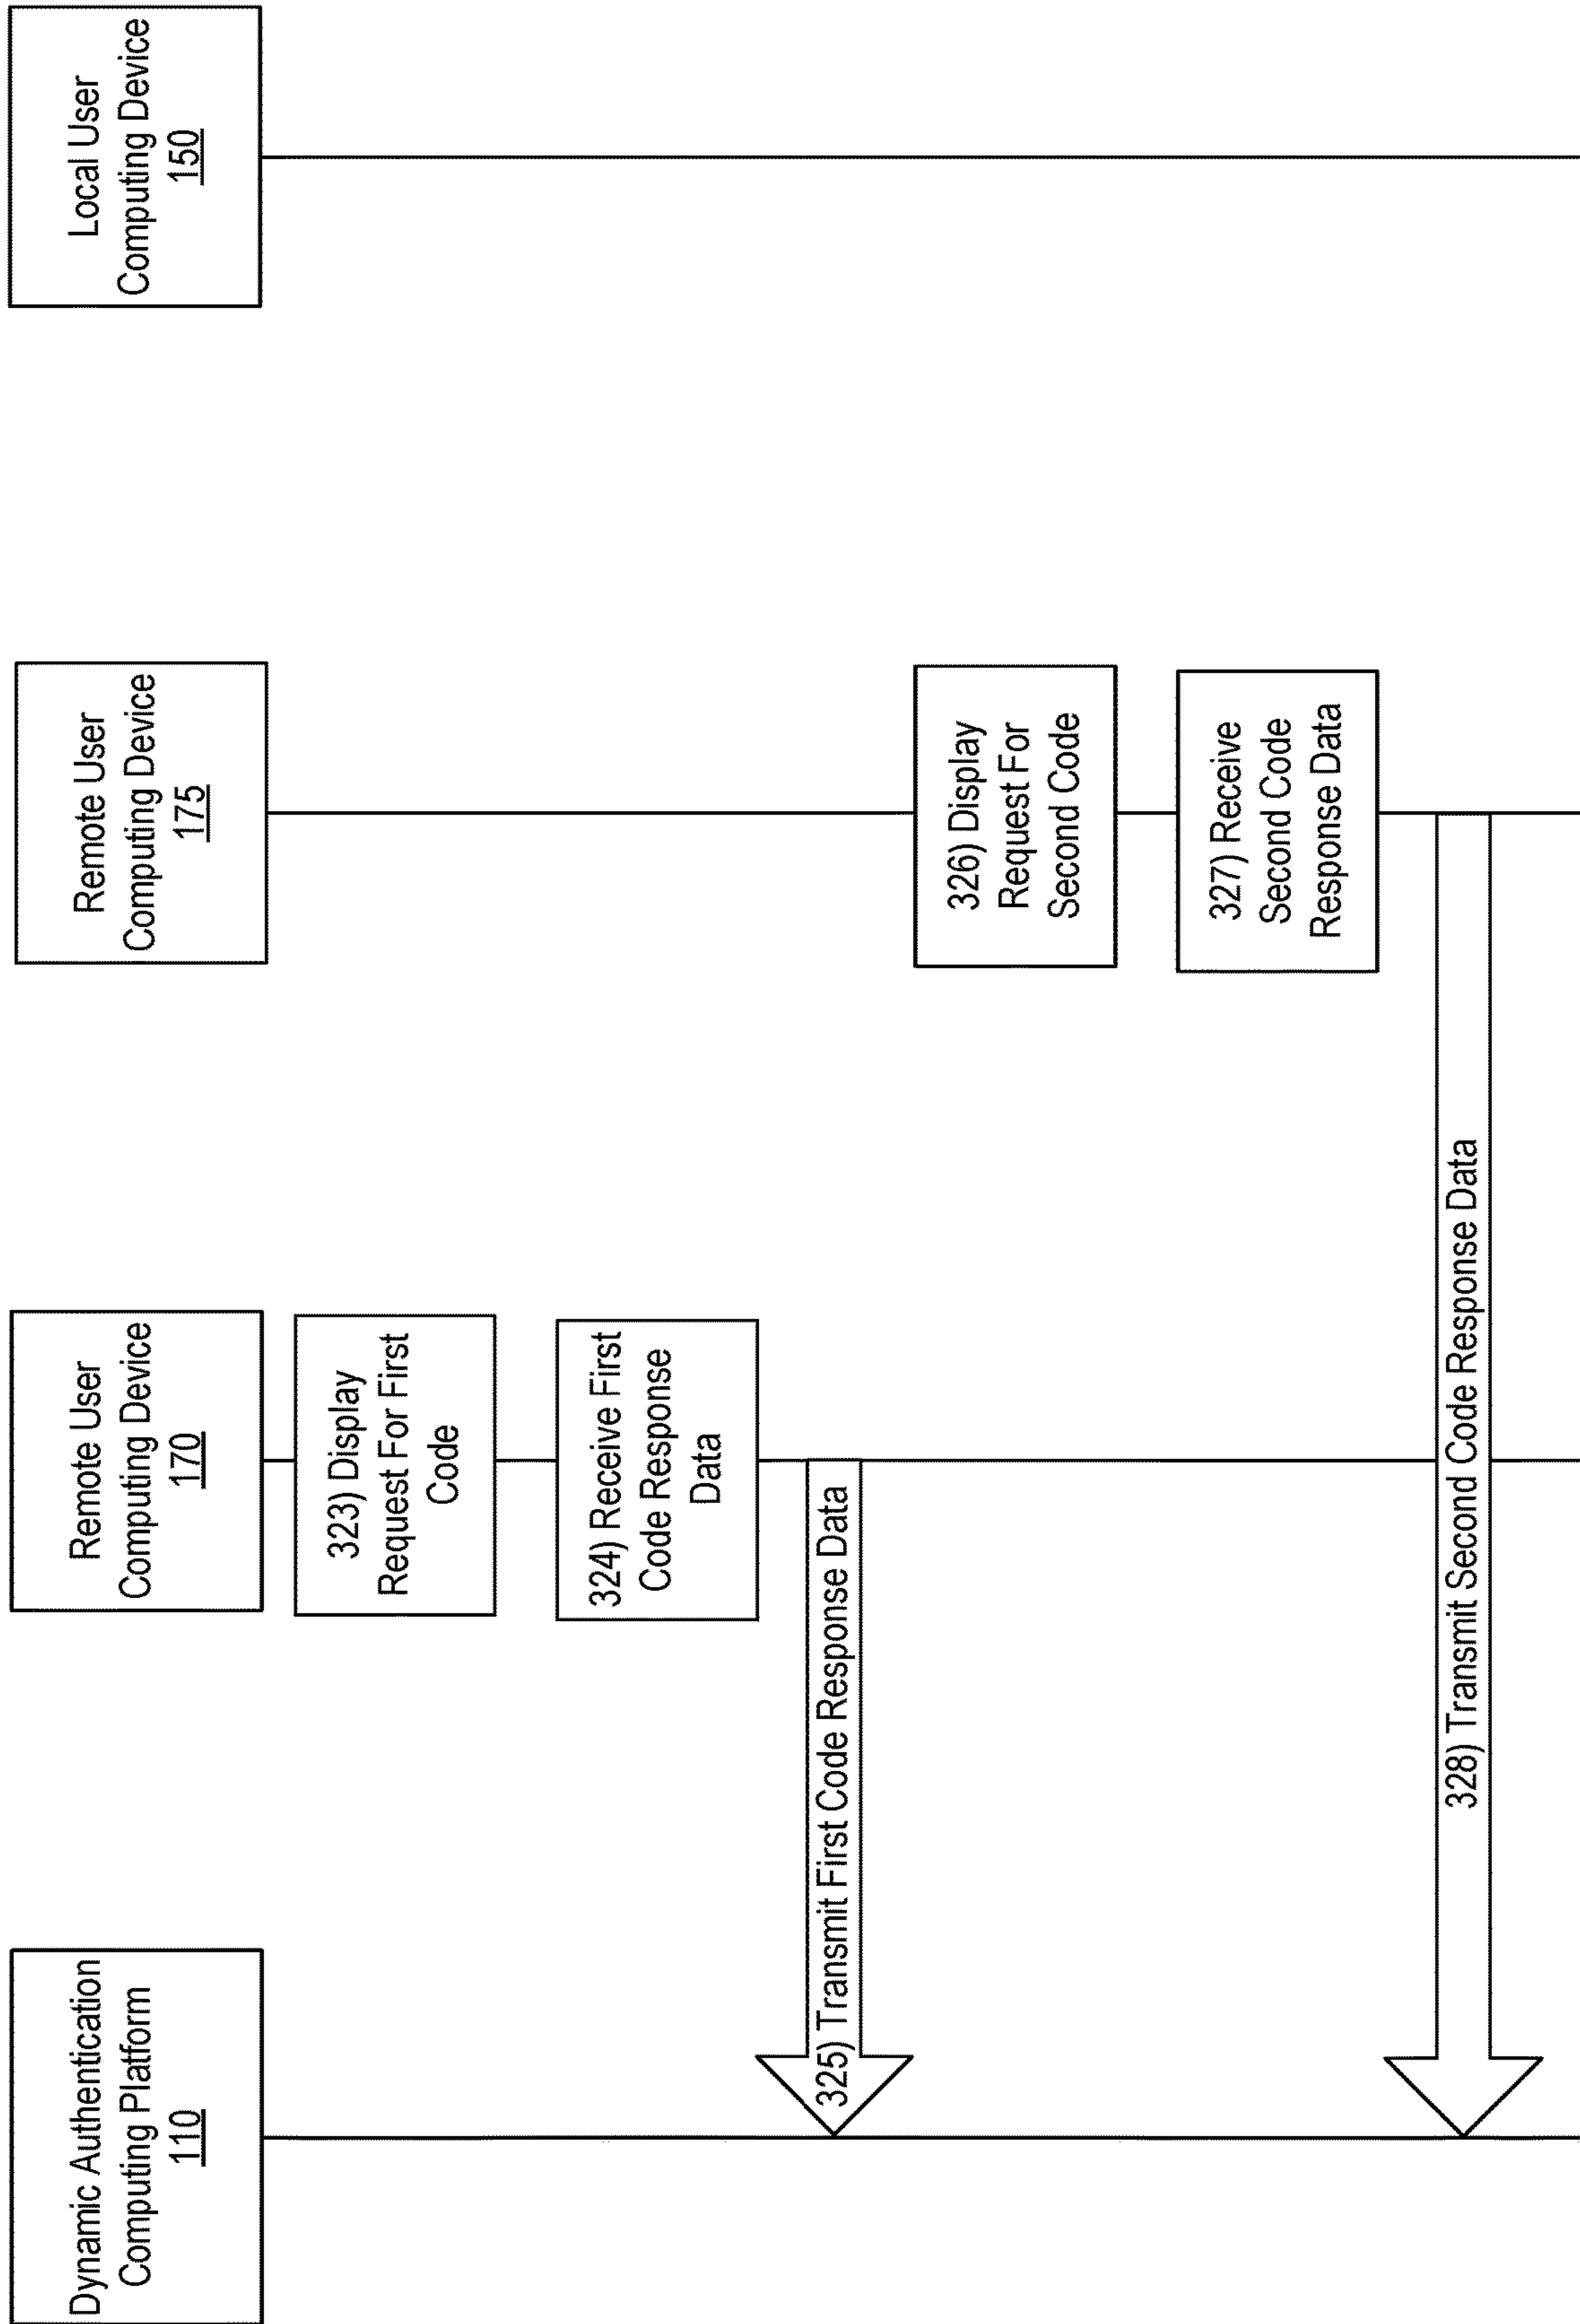 Dynamic Authentication
Computing Platform
110
Remote User
Computing Device
170
Remote User
Computing Device
175
Local User
Computing Device
150
323) Display
Request For First
Code
324) Receive First
Code Response
Data
325) Transmit First Code Response Data
326) Display
Request For
Second Code
327) Receive
Second Code
Response Data
328) Transmit Second Code Response Data